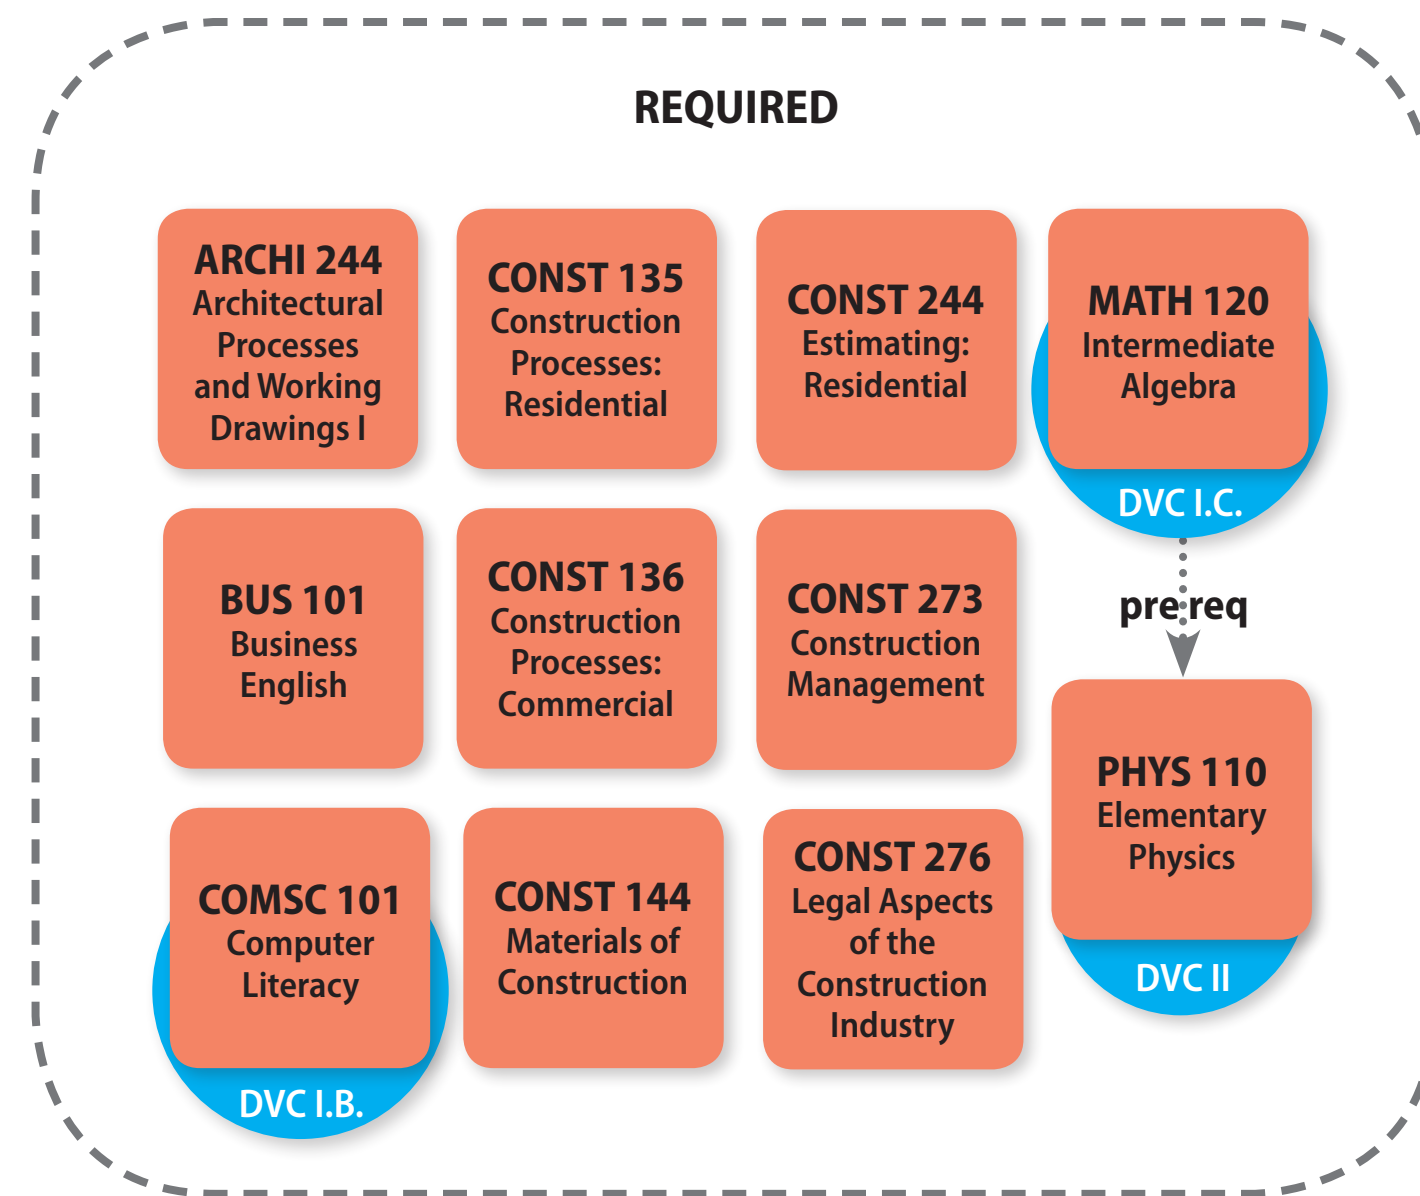 REQUIRED
ARCHI 244
Architectural
Processes
and Working
Drawings I
CONST 135
Construction
Processes:
Residential
CONST 244
Estimating:
Residential
MATH 120
Intermediate
Algebra
DVC I.C.
BUS 101
Business
English
CONST 136
Construction
Processes:
Commercial
CONST 273
Construction
Management
pre req
PHYS 110
Elementary
Physics
DVC II
COMSC 101
Computer
Literacy
DVC I.B.
CONST 144
Materials of
Construction
CONST 276
Legal Aspects
of the
Construction
Industry